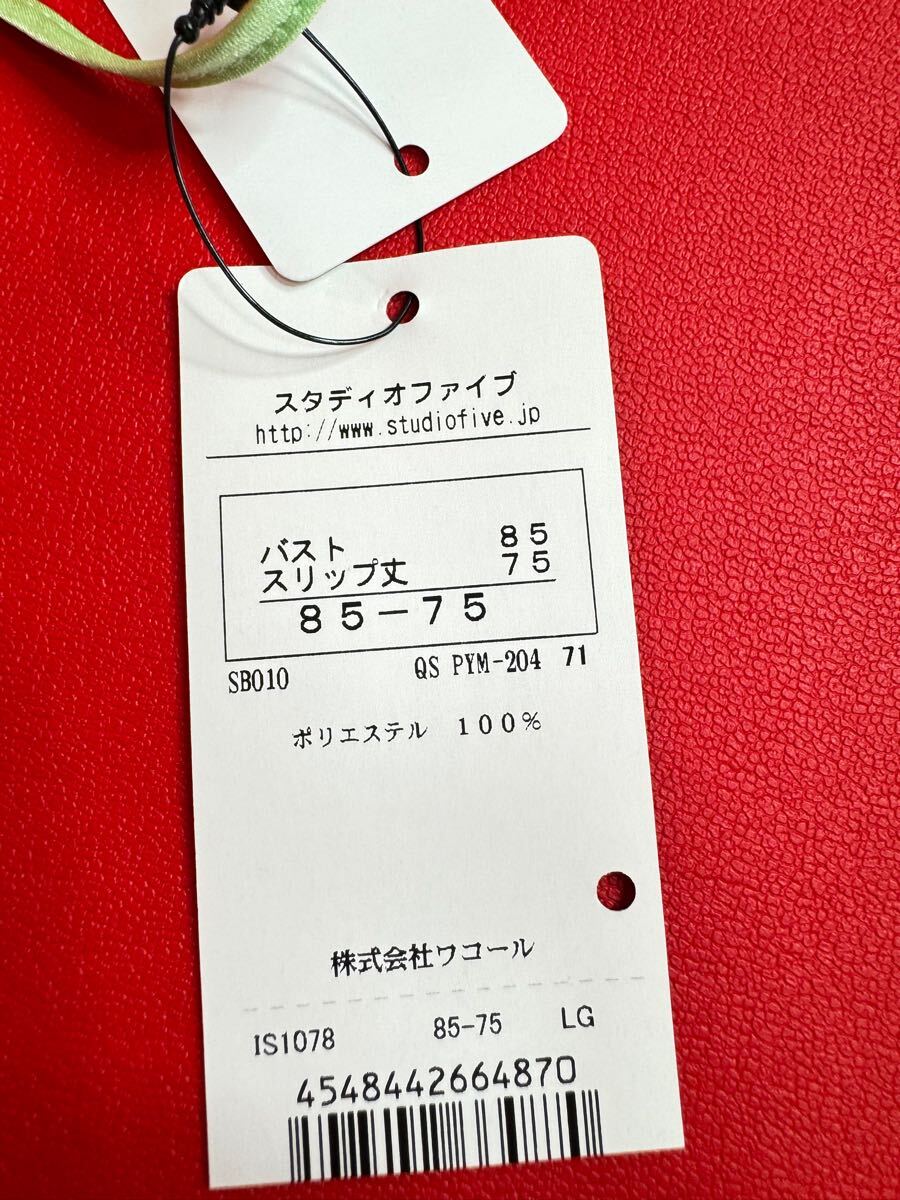 スタディオファイブ
http://www.studiofive.jp
バスト 85
スリップ丈 75
85-75
SB010 QS PYM-204 71
ポリエステル 100%
株式会社ワコール
IS1078 85-75 LG
4548442664870